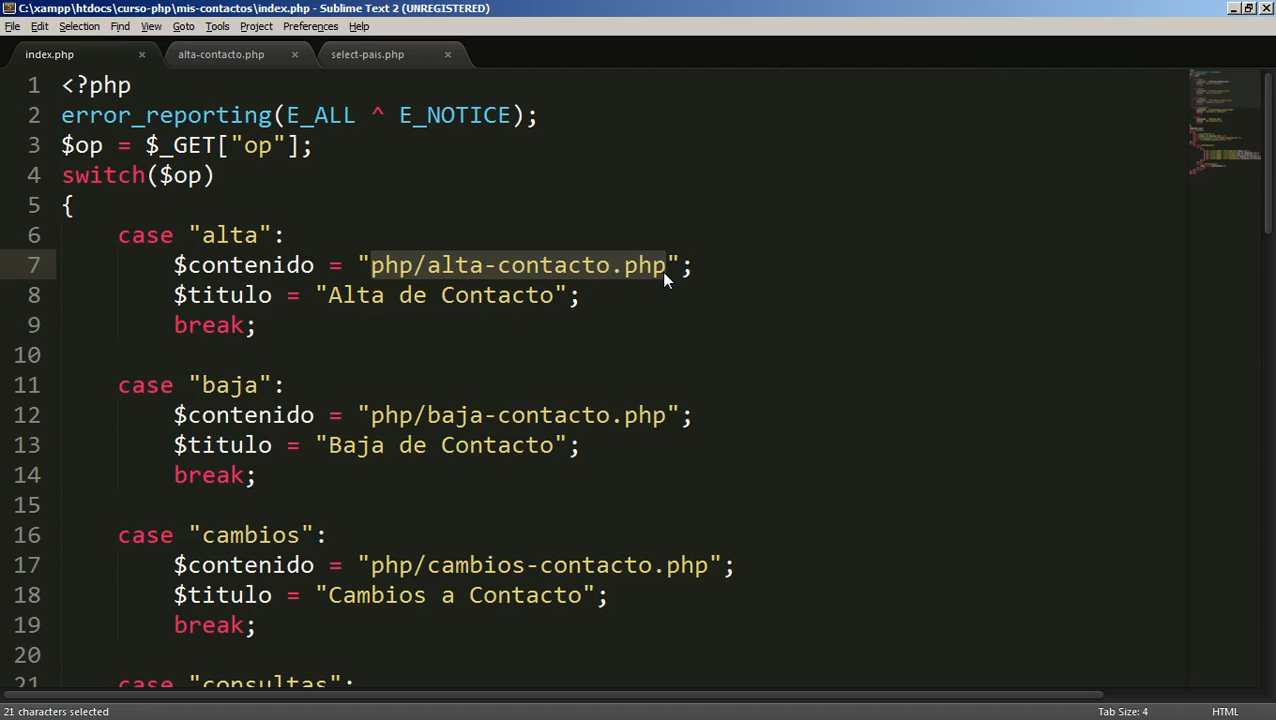 C:\xampp\htdocs\curso-php\mis-contactos\index.php - Sublime Text 2 (UNREGISTERED)
File Edit Selection Find View Goto Tools Project Preferences Help
index.php alta-contacto.php select-pais.php
1 <?php
2 error_reporting(E_ALL ^ E_NOTICE);
3 $op = $_GET["op"];
4 switch($op)
5 {
6 case "alta":
7 $contenido = "php/alta-contacto.php";
8 $titulo = "Alta de Contacto";
9 break;
10
11 case "baja":
12 $contenido = "php/baja-contacto.php";
13 $titulo = "Baja de Contacto";
14 break;
15
16 case "cambios":
17 $contenido = "php/cambios-contacto.php";
18 $titulo = "Cambios a Contacto";
19 break;
20
21 case "consultas":
21 characters selected Tab Size: 4 HTML